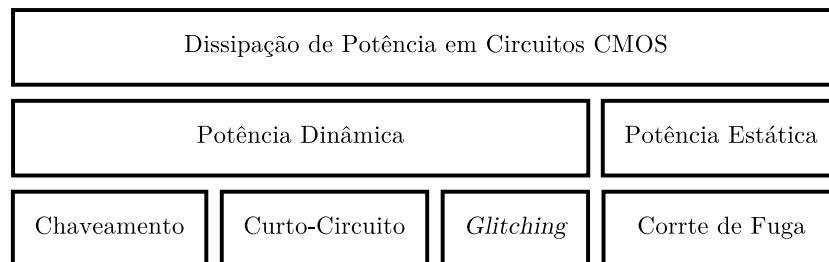 Dissipação de Potência em Circuitos CMOS
Potência Dinâmica
Potência Estática
Chaveamento
Curto-Circuito
Glitching
Corrte de Fuga